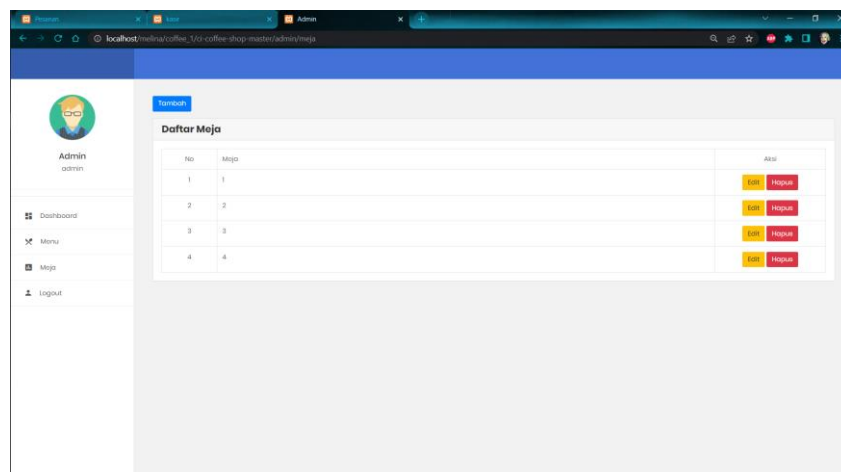 Pesanan
kasir
Admin
localhost/melina/coffee_1/ci-coffee-shop-master/admin/meja
Tambah
Daftar Meja
No Meja Aksi
1 1 Edit Hapus
2 2 Edit Hapus
3 3 Edit Hapus
4 4 Edit Hapus
Admin
admin
Dashboard
Menu
Meja
Logout